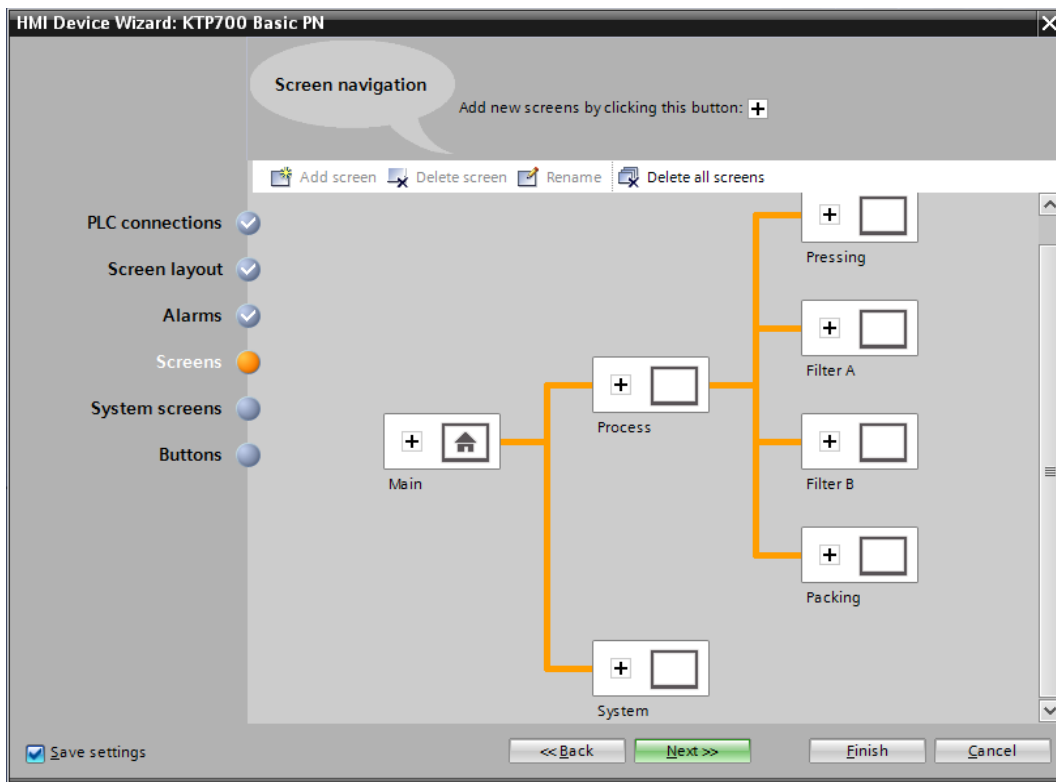 HMI Device Wizard: KTP700 Basic PN
Screen navigation
Add new screens by clicking this button:
Add screen Delete screen Rename Delete all screens
PLC connections
Screen layout
Alarms
Screens
System screens
Buttons
Pressing
Filter A
Process
Main
Filter B
Packing
System
Save settings
<< Back Next >> Finish Cancel